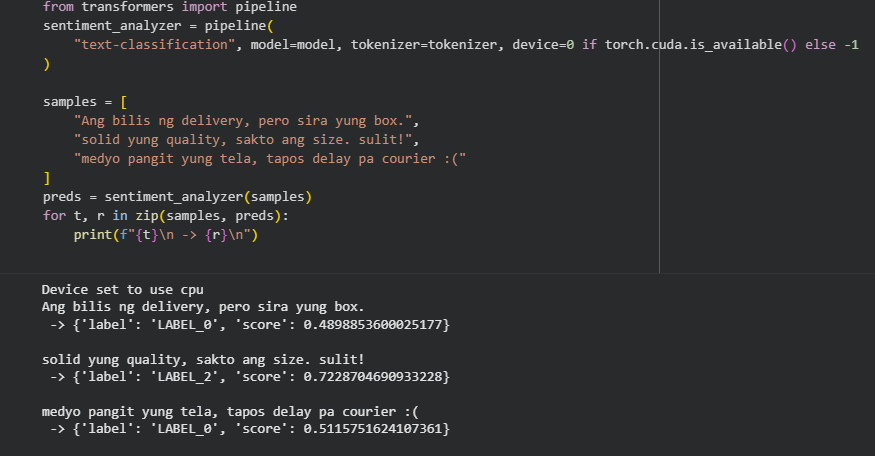 from transformers import pipeline
sentiment_analyzer = pipeline(
    "text-classification", model=model, tokenizer=tokenizer, device=0 if torch.cuda.is_available() else -1
)

samples = [
    "Ang bilis ng delivery, pero sira yung box.",
    "solid yung quality, sakto ang size. sulit!",
    "medyo pangit yung tela, tapos delay pa courier :("
]
preds = sentiment_analyzer(samples)
for t, r in zip(samples, preds):
    print(f"{t}\n -> {r}\n")

Device set to use cpu
Ang bilis ng delivery, pero sira yung box.
 -> {'label': 'LABEL_0', 'score': 0.4898853600025177}

solid yung quality, sakto ang size. sulit!
 -> {'label': 'LABEL_2', 'score': 0.7228704690933228}

medyo pangit yung tela, tapos delay pa courier :(
 -> {'label': 'LABEL_0', 'score': 0.5115751624107361}